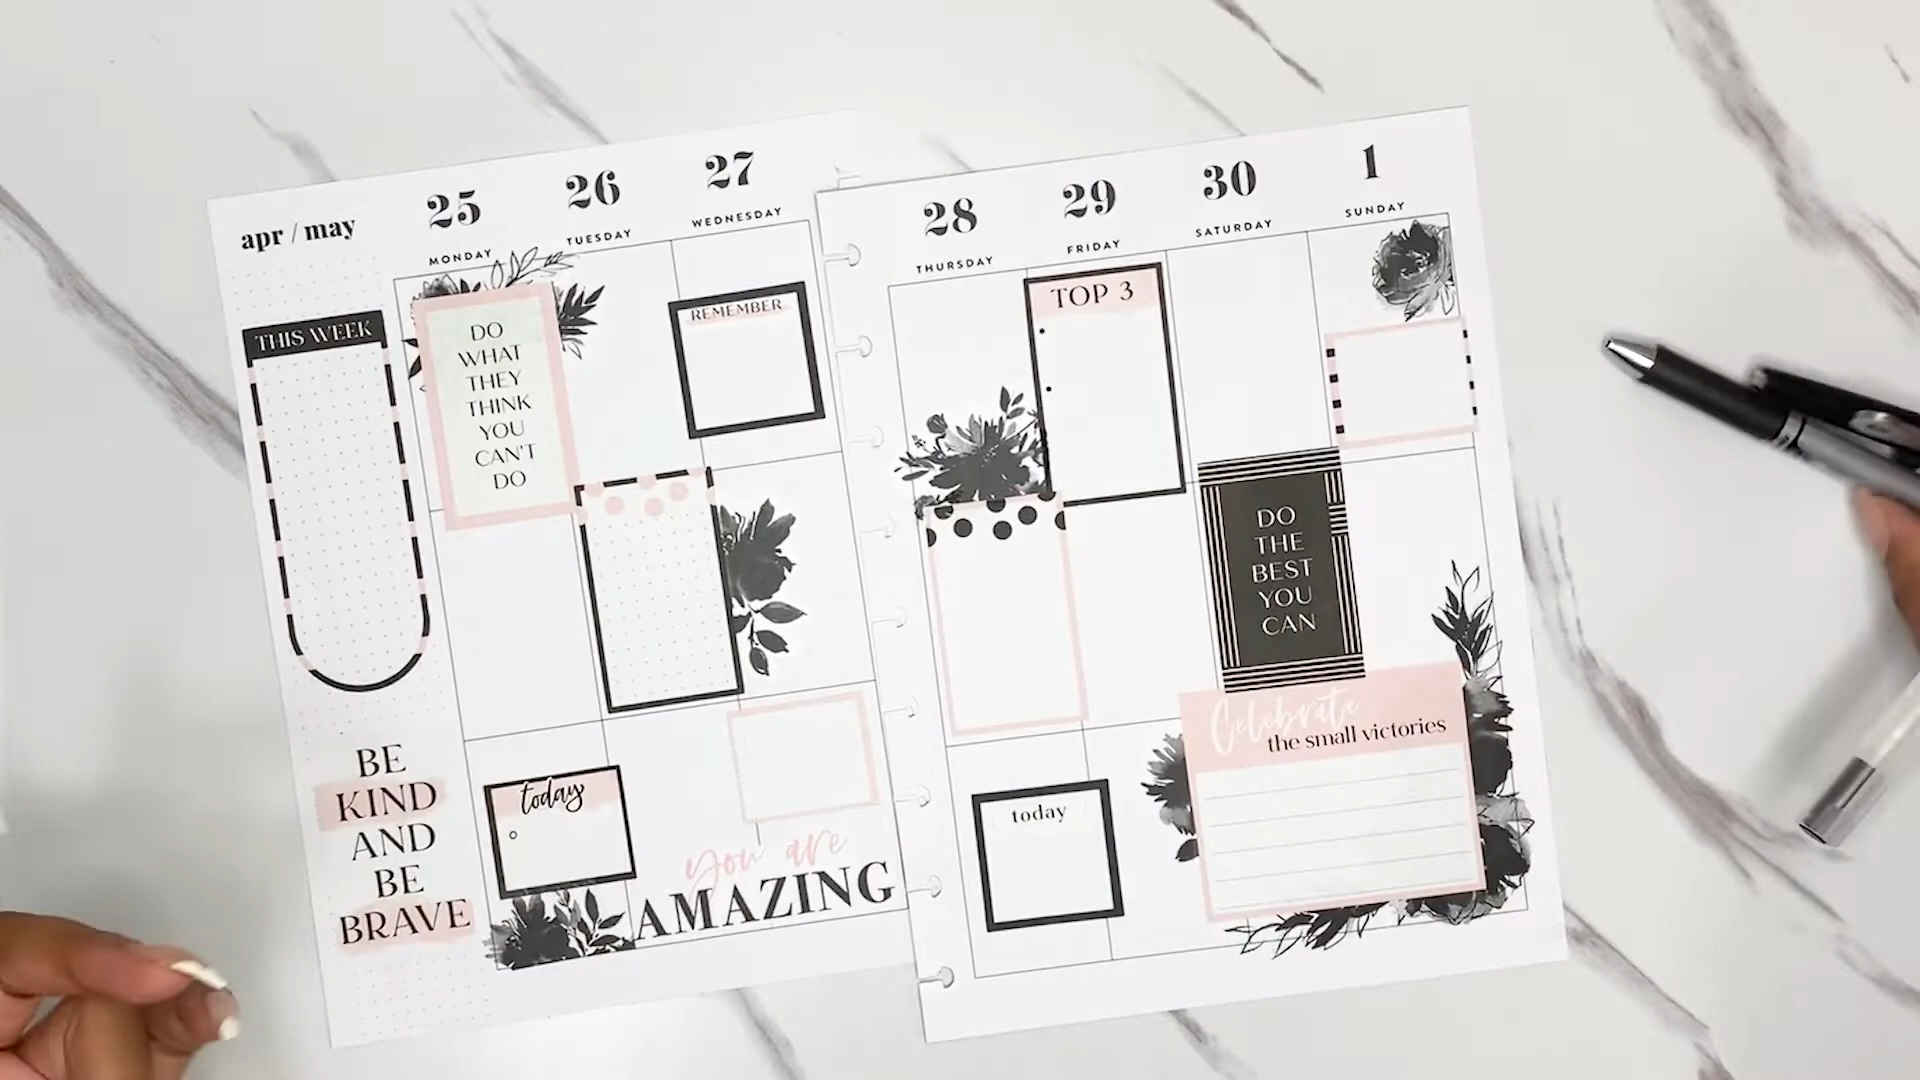 apr / may
25
MONDAY
26
TUESDAY
27
WEDNESDAY
THIS WEEK
DO
WHAT
THEY
THINK
YOU
CAN'T
DO
REMEMBER
BE
KIND
AND
BE
BRAVE
today
you are
AMAZING
28
THURSDAY
29
FRIDAY
30
SATURDAY
1
SUNDAY
TOP 3
DO
THE
BEST
YOU
CAN
today
Celebrate
the small victories